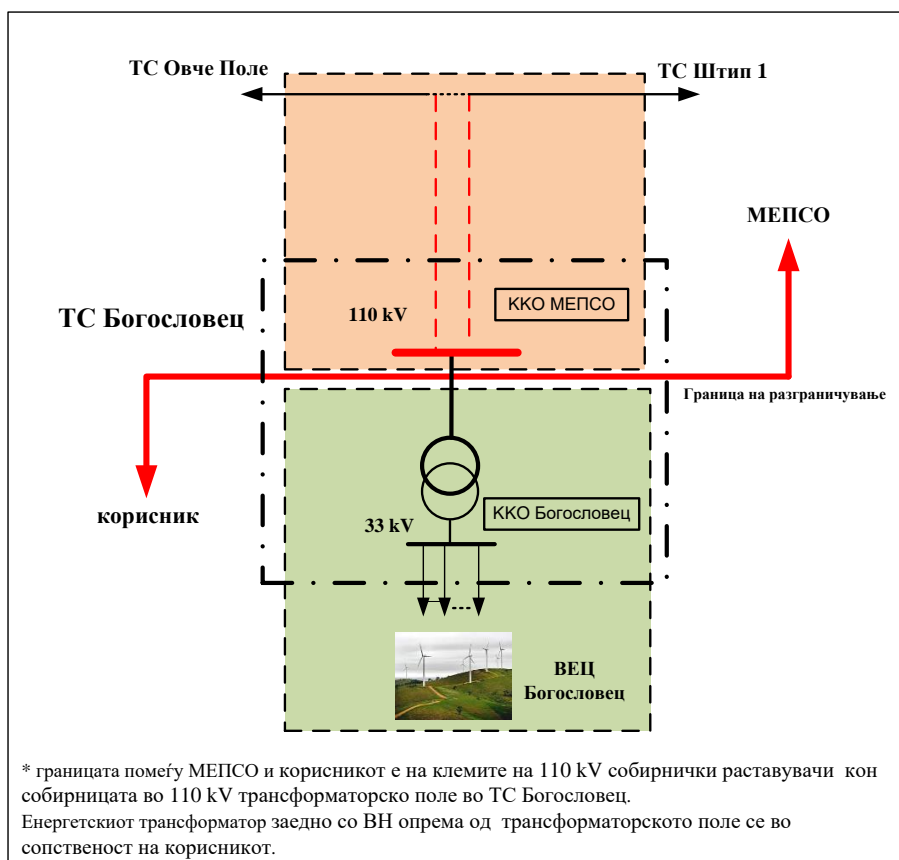 ТС Овче Поле
ТС Штип 1
МЕПСО
ККО МЕПСО
110 kV
ТС Богословец
Граница на разграничување
корисник
ККО Богословец
33 kV
ВЕЦ
Богословец
* границата помеѓу МЕПСО и корисникот е на клемите на 110 kV собирнички раставувачи кон
собирницата во 110 kV трансформаторско поле во ТС Богословец.
Енергетскиот трансформатор заедно со ВН опрема од трансформаторското поле се во
сопственост на корисникот.